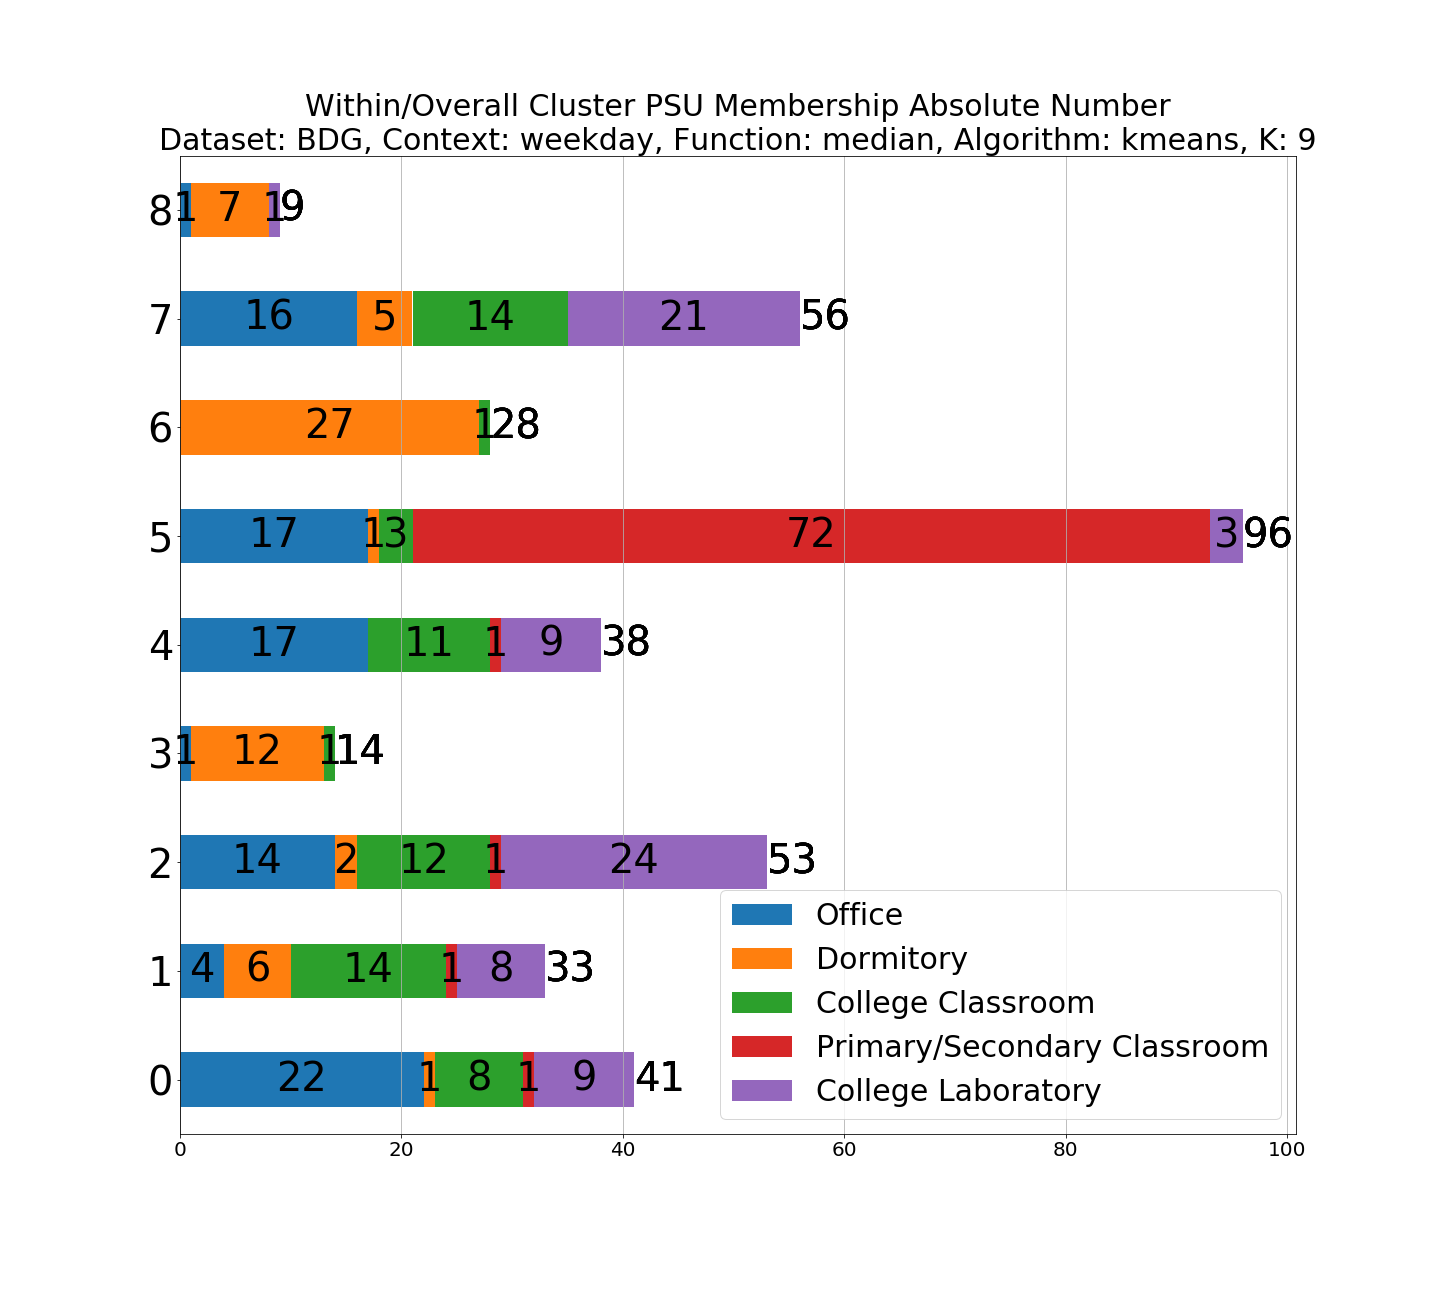 Within/Overall Cluster PSU Membership Absolute Number
Dataset: BDG, Context: weekday, Function: median, Algorithm: kmeans, K: 9
8 1 7 1 9
7 16 5 14 21 56
6 27 1 28
5 17 1 3 72 3 96
4 17 11 1 9 38
3 1 12 1 14
2 14 2 12 1 24 53
1 4 6 14 1 8 33
0 22 1 8 1 9 41
Office
Dormitory
College Classroom
Primary/Secondary Classroom
College Laboratory
0 20 40 60 80 100